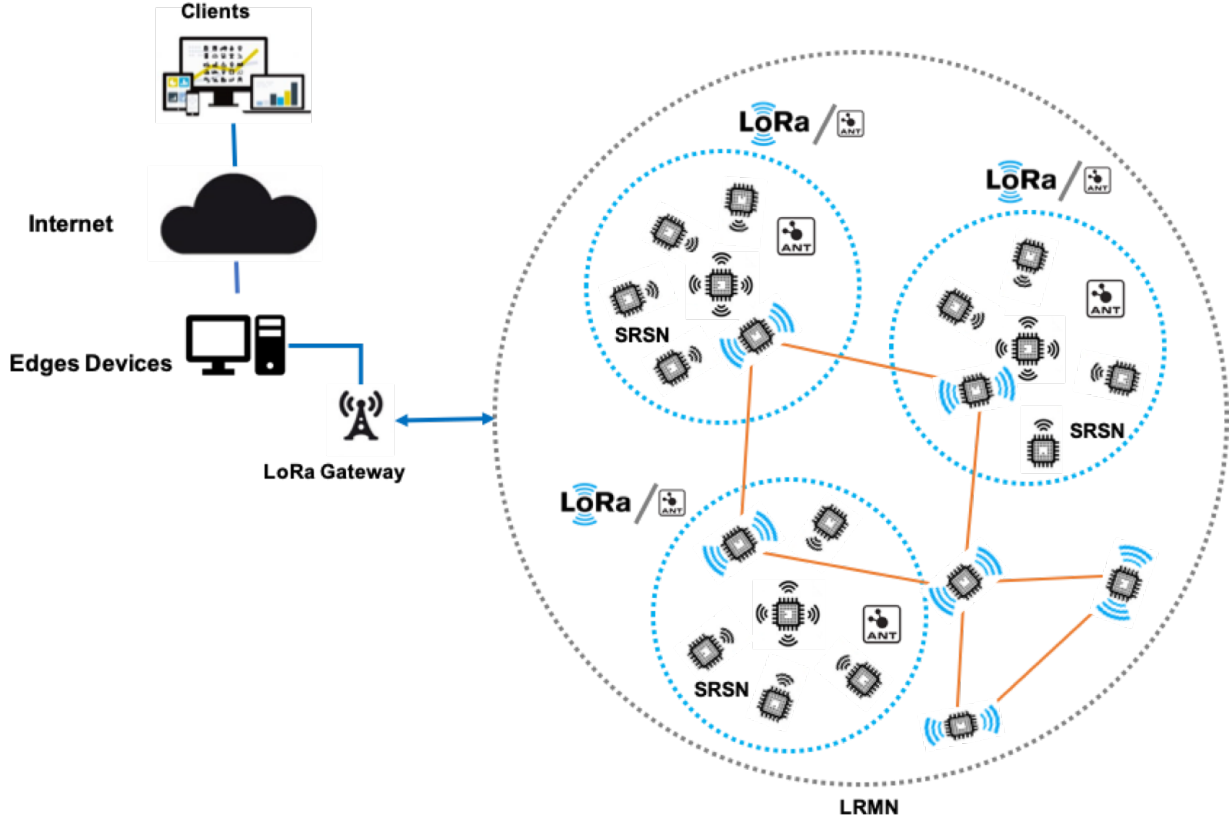 Clients
LoRa
ANT
LoRa
ANT
Internet
ANT
ANT
SRSN
Edges Devices
SRSN
LoRa Gateway
LoRa
ANT
ANT
SRSN
LRMN